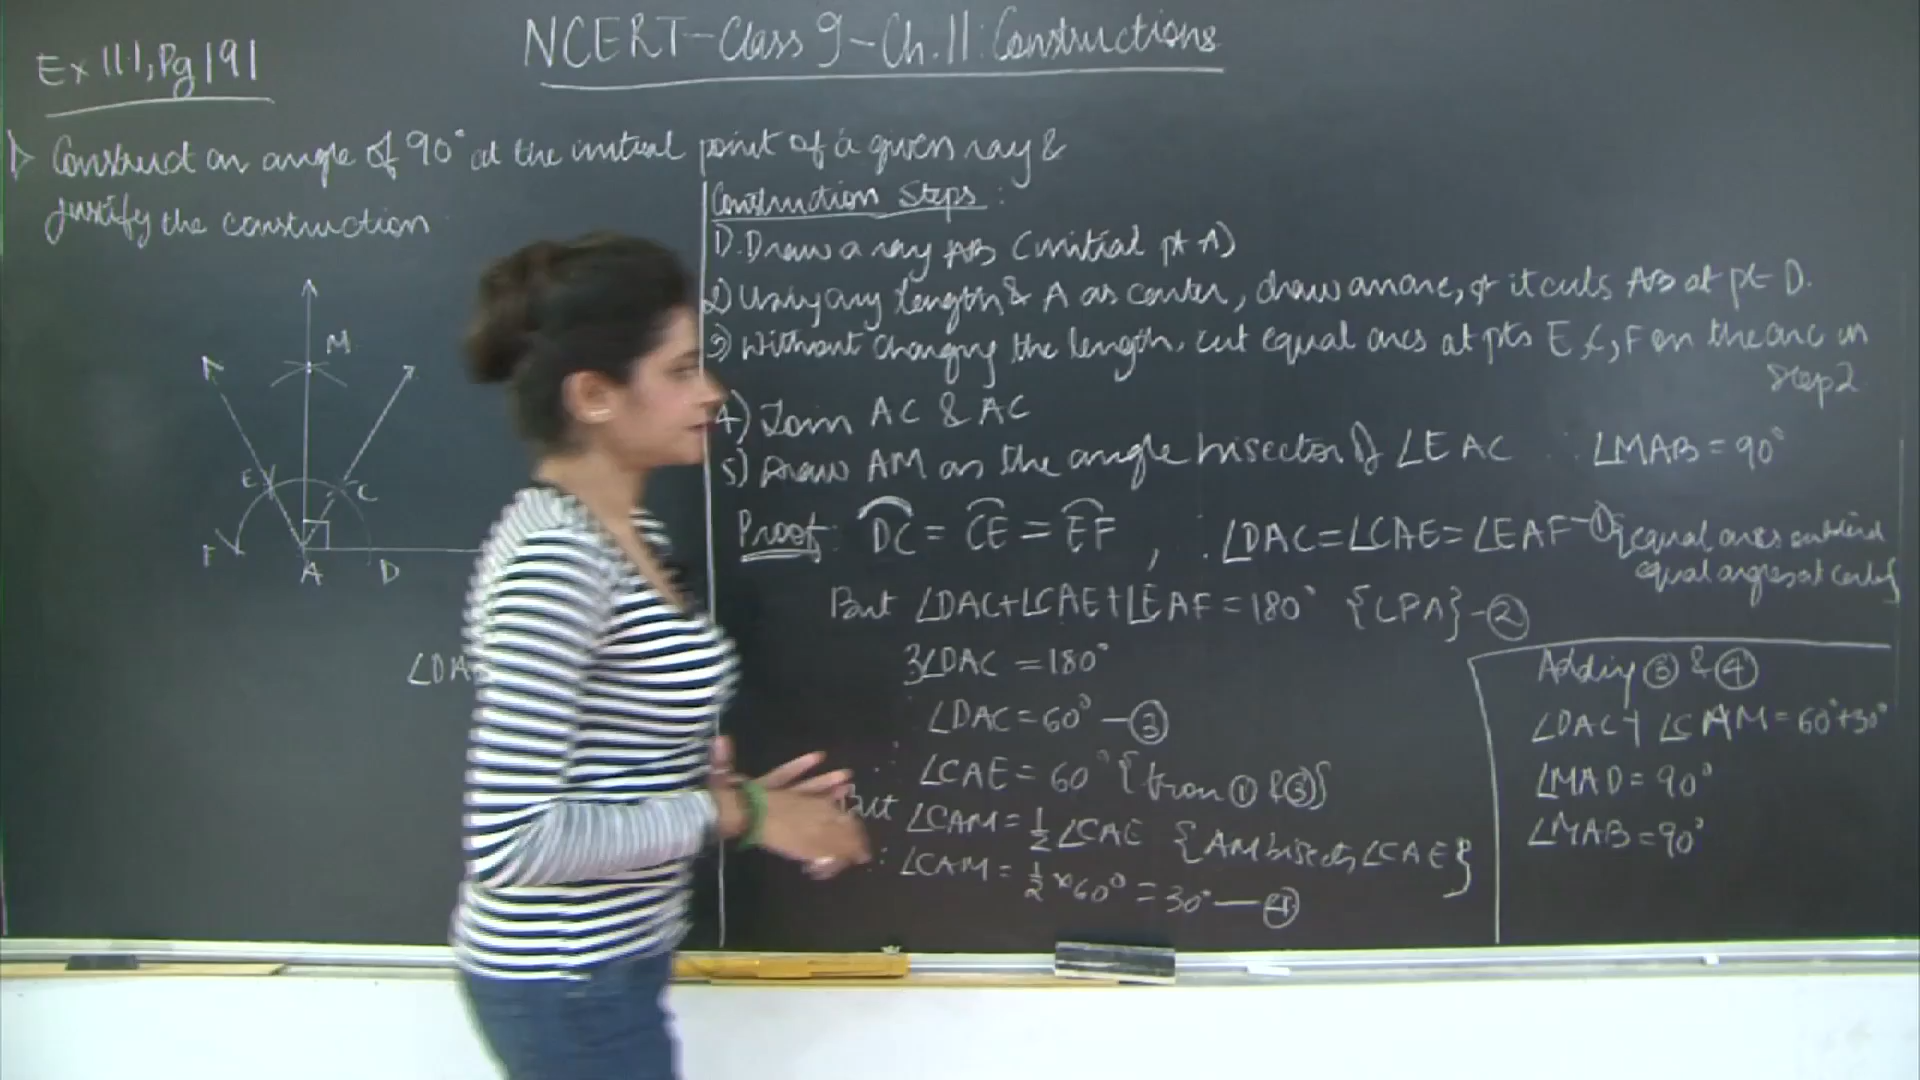 NCERT-Class 9-Ch.11: Constructions
Ex 11.1, Pg 191
1) Construct an angle of 90° at the initial point of a given ray &
justify the construction.
M
E
C
F
A
D
∠DA
Construction Steps :
1). Draw a ray AB (initial pt A)
2) Using any length & A as center, draw an arc, & it cuts AB at pt D.
3) Without changing the length, cut equal arcs at pts E, C, F on the arc in
step 2
4) Join AC & AC
5) Draw AM as the angle bisector of ∠EAC ∴ ∠MAB = 90°
Proof: DC = CE = EF , ∴ ∠DAC = ∠CAE = ∠EAF - ① {equal arcs subtend
equal angles at center}
But ∠DAC+∠CAE+∠EAF = 180° {LPA} - ②
3∠DAC = 180°
∠DAC = 60° - ③
∴ ∠CAE = 60° {from ① & ③}
But ∠CAM = 1/2 ∠CAE {AM bisects ∠CAE}
∴ ∠CAM = 1/2 × 60° = 30° - ④
Adding ③ & ④
∠DAC + ∠CAM = 60°+30°
∠MAD = 90°
∠MAB = 90°